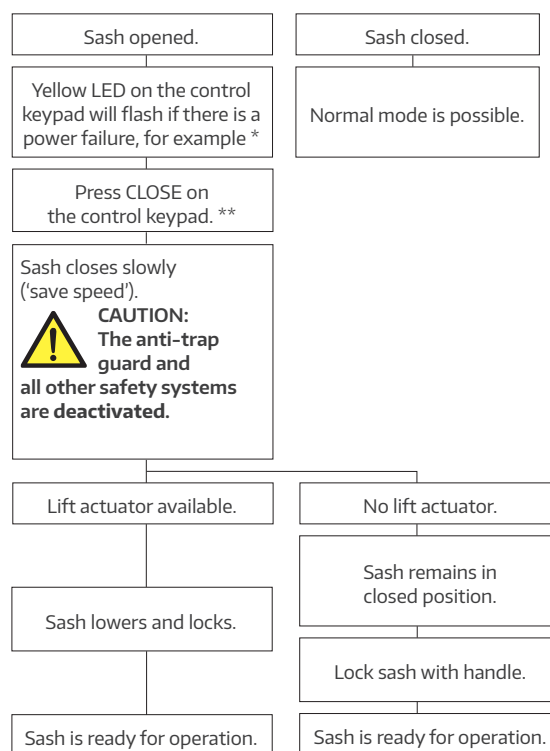 Sash opened.
Sash closed.
Yellow LED on the control
keypad will flash if there is a
power failure, for example *
Normal mode is possible.
Press CLOSE on
the control keypad. **
Sash closes slowly
(‘save speed’).
CAUTION:
The anti-trap
guard and
all other safety systems
are deactivated.
Lift actuator available.
No lift actuator.
Sash remains in
closed position.
Sash lowers and locks.
Lock sash with handle.
Sash is ready for operation.
Sash is ready for operation.